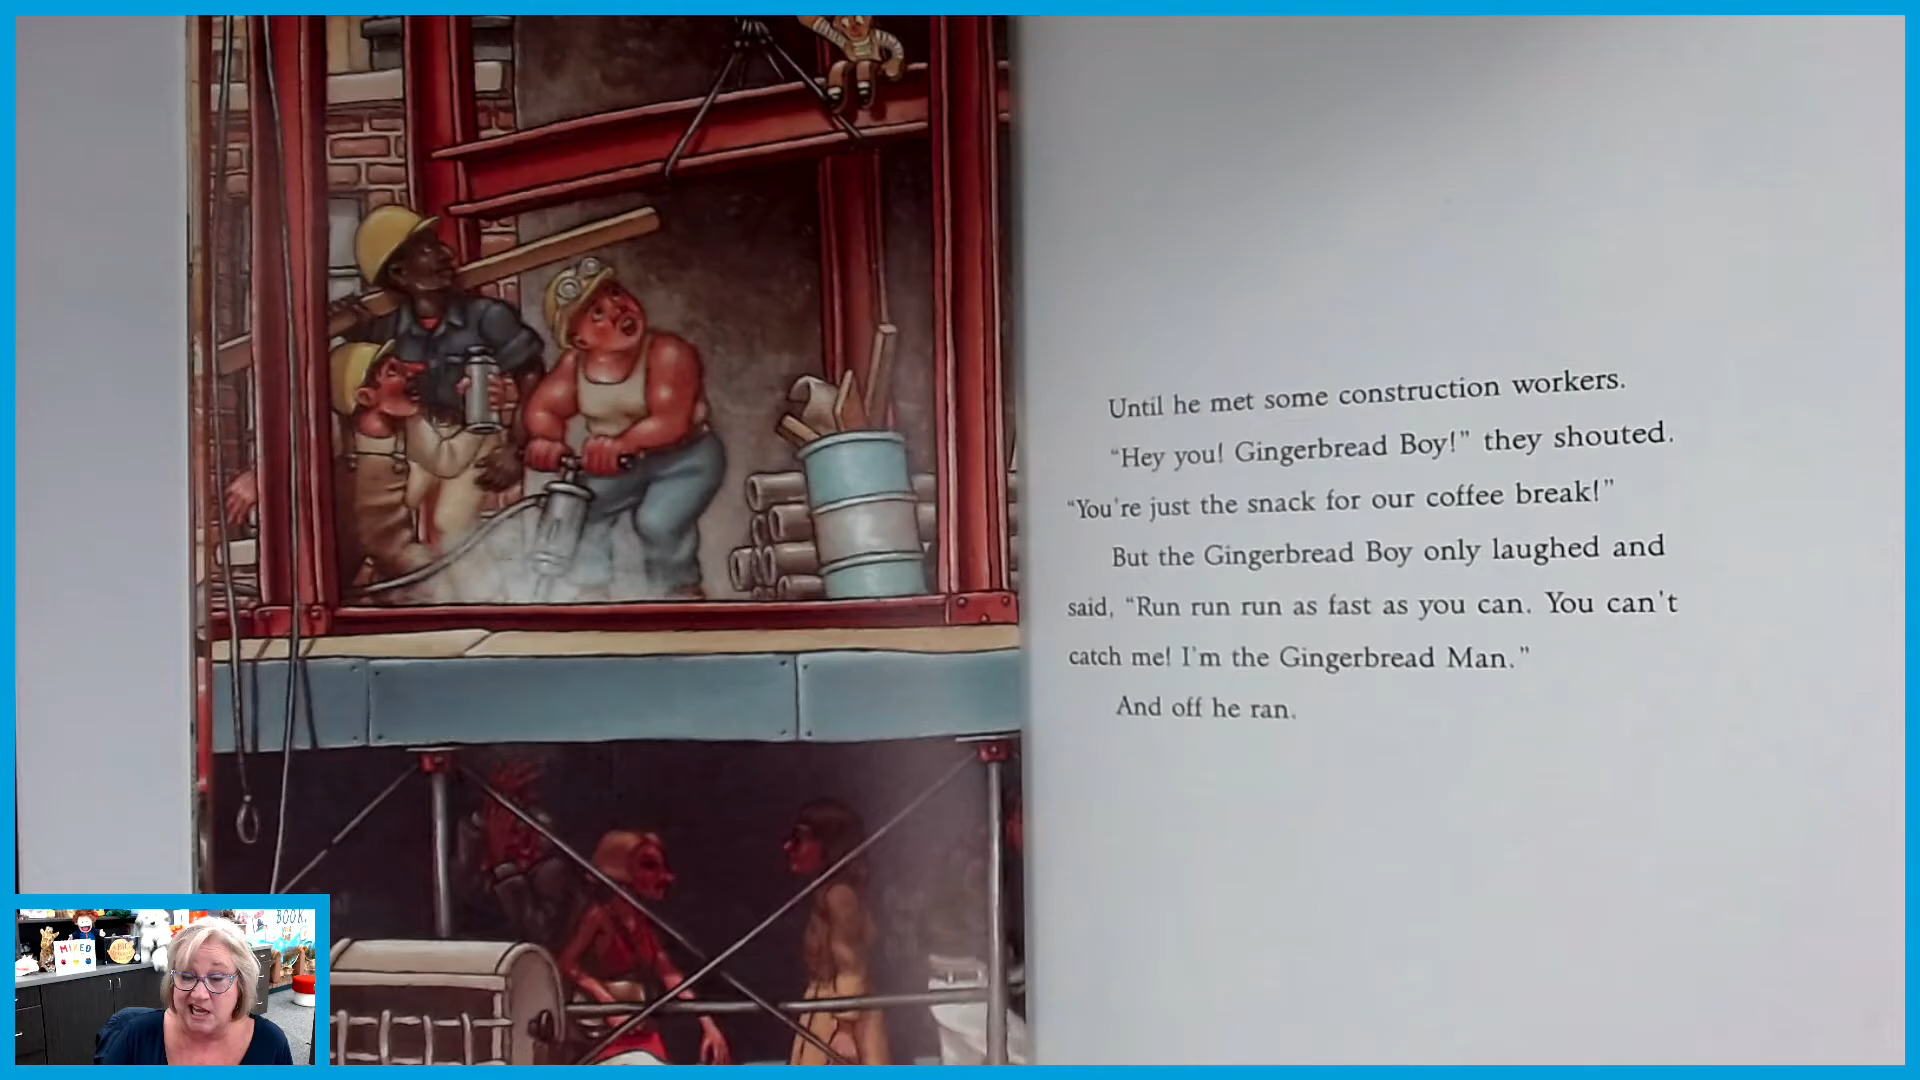 Until he met some construction workers.
"Hey you! Gingerbread Boy!" they shouted.
"You're just the snack for our coffee break!"
But the Gingerbread Boy only laughed and
said, "Run run run as fast as you can. You can't
catch me! I'm the Gingerbread Man."
And off he ran.
BOOK
MIXED